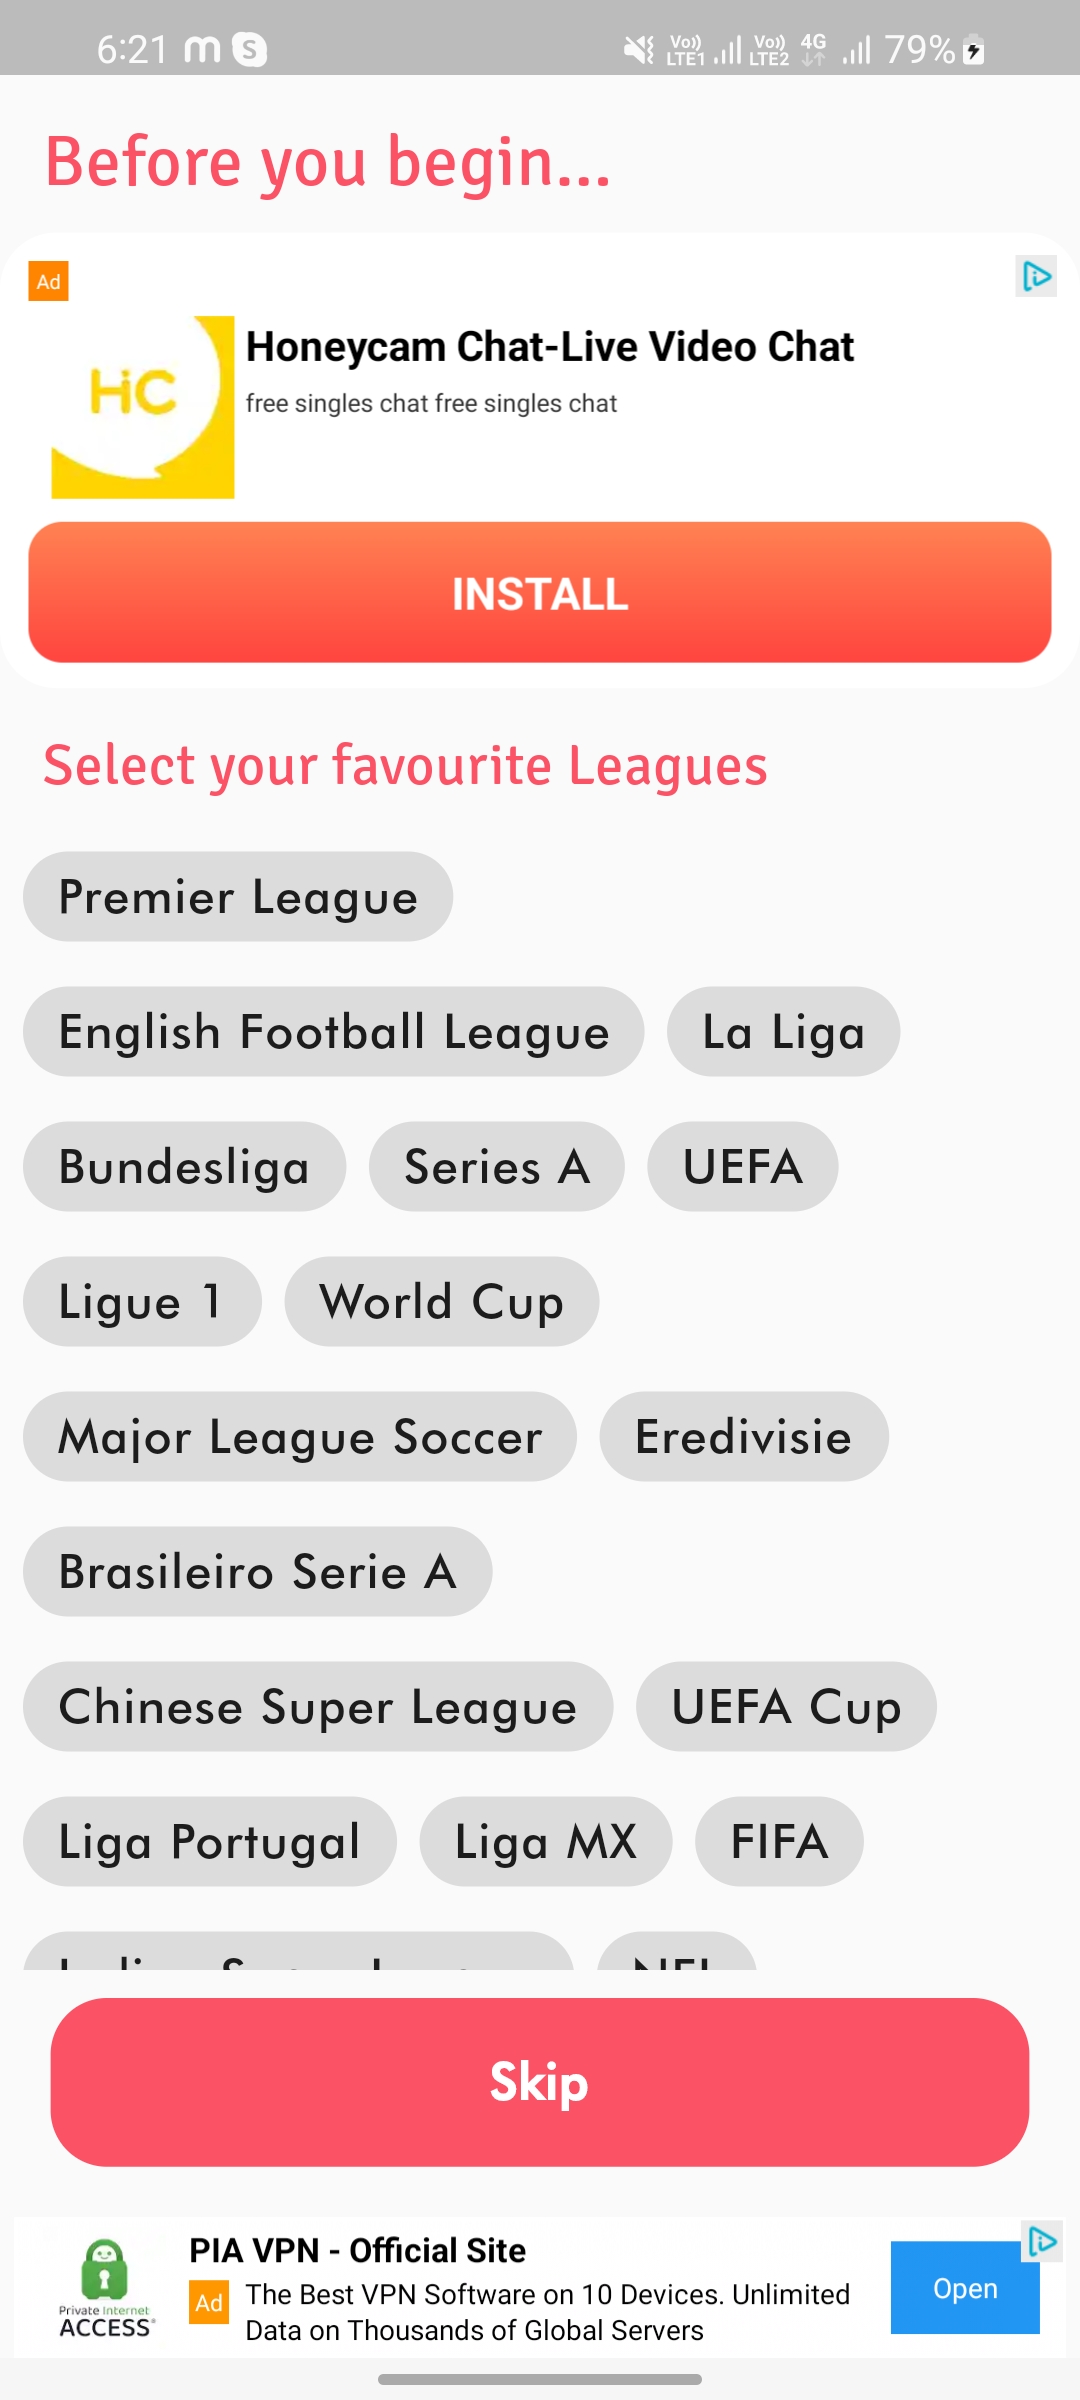 6:21 m S Vo)) LTE1 Vo)) LTE2 4G 79%
Before you begin...
Ad
HiC
Honeycam Chat-Live Video Chat
free singles chat free singles chat
INSTALL
Select your favourite Leagues
Premier League
English Football League La Liga
Bundesliga Series A UEFA
Ligue 1 World Cup
Major League Soccer Eredivisie
Brasileiro Serie A
Chinese Super League UEFA Cup
Liga Portugal Liga MX FIFA
Skip
PIA VPN - Official Site
Ad
The Best VPN Software on 10 Devices. Unlimited
Data on Thousands of Global Servers
Private Internet
ACCESS®
Open